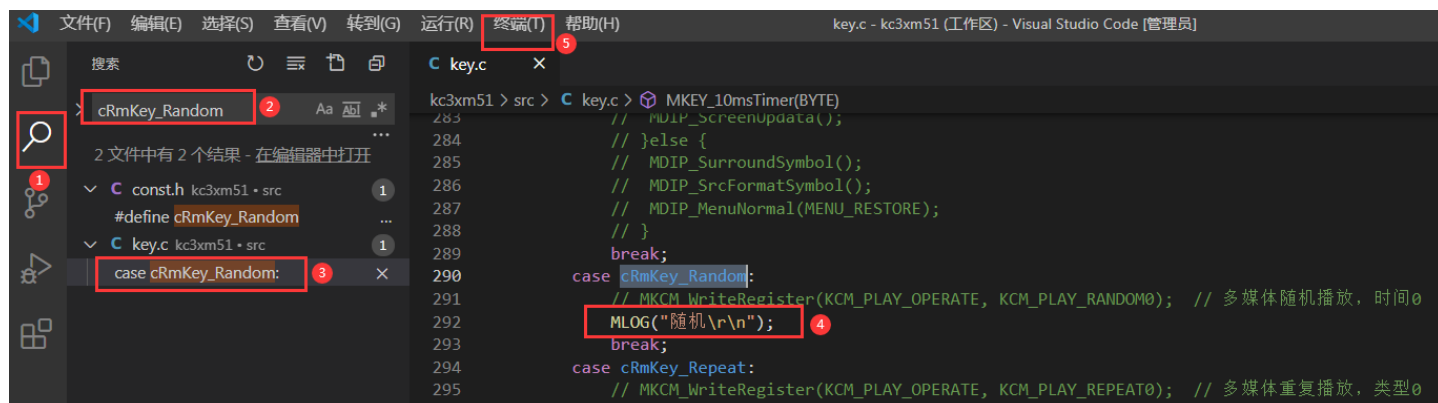 文件(F) 编辑(E) 选择(S) 查看(V) 转到(G) 运行(R) 终端(T) 帮助(H) key.c - kc3xm51 (工作区) - Visual Studio Code [管理员]
5
搜索
C key.c ×
cRmKey_Random 2 Aa Abl .*
kc3xm51 > src > C key.c > MKEY_10msTimer(BYTE)
...
2 文件中有 2 个结果 - 在编辑器中打开
1
C const.h kc3xm51 • src 1
#define cRmKey_Random ...
C key.c kc3xm51 • src 1
case cRmKey_Random: 3 ×
283 // MDIP_ScreenUpdata();
284 // }else {
285 // MDIP_SurroundSymbol();
286 // MDIP_SrcFormatSymbol();
287 // MDIP_MenuNormal(MENU_RESTORE);
288 // }
289 break;
290 case cRmKey_Random:
291 // MKCM_WriteRegister(KCM_PLAY_OPERATE, KCM_PLAY_RANDOM0); // 多媒体随机播放，时间0
292 MLOG("随机\r\n"); 4
293 break;
294 case cRmKey_Repeat:
295 // MKCM_WriteRegister(KCM_PLAY_OPERATE, KCM_PLAY_REPEAT0); // 多媒体重复播放，类型0